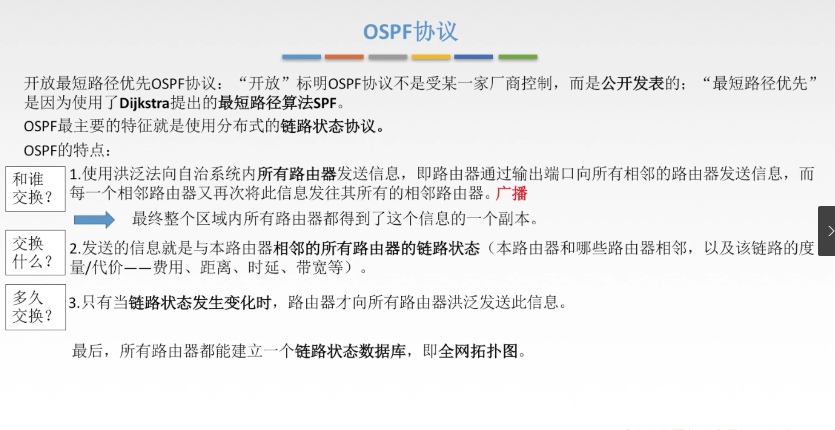 OSPF协议
开放最短路径优先OSPF协议：“开放”标明OSPF协议不是受某一家厂商控制，而是公开发表的；“最短路径优先”
是因为使用了Dijkstra提出的最短路径算法SPF。
OSPF最主要的特征就是使用分布式的链路状态协议。
OSPF的特点：
和谁
交换？
1.使用洪泛法向自治系统内所有路由器发送信息，即路由器通过输出端口向所有相邻的路由器发送信息，而
每一个相邻路由器又再次将此信息发往其所有的相邻路由器。广播
最终整个区域内所有路由器都得到了这个信息的一个副本。
交换
什么？
2.发送的信息就是与本路由器相邻的所有路由器的链路状态（本路由器和哪些路由器相邻，以及该链路的度
量/代价——费用、距离、时延、带宽等）。
多久
交换？
3.只有当链路状态发生变化时，路由器才向所有路由器洪泛发送此信息。
最后，所有路由器都能建立一个链路状态数据库，即全网拓扑图。